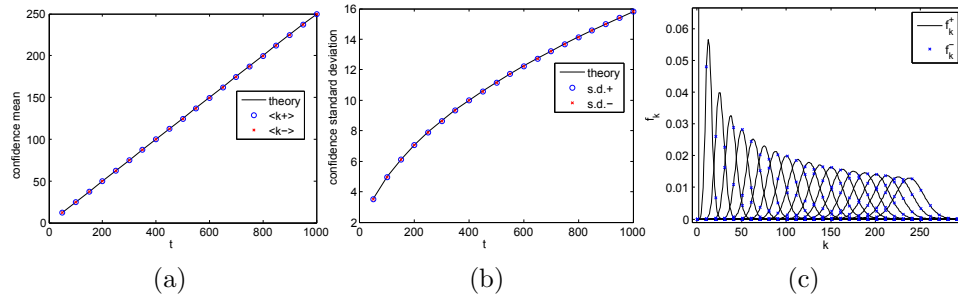 250
200
150
100
50
0
0 200 400 600 800 1000
t
confidence mean
theory
<k+>
<k−>
(a)
16
14
12
10
8
6
4
2
0 200 400 600 800 1000
t
confidence standard deviation
theory
s.d.+
s.d.−
(b)
0.06
0.05
0.04
0.03
0.02
0.01
0
0 50 100 150 200 250
k
f_k
f_k^+
f_k^−
(c)